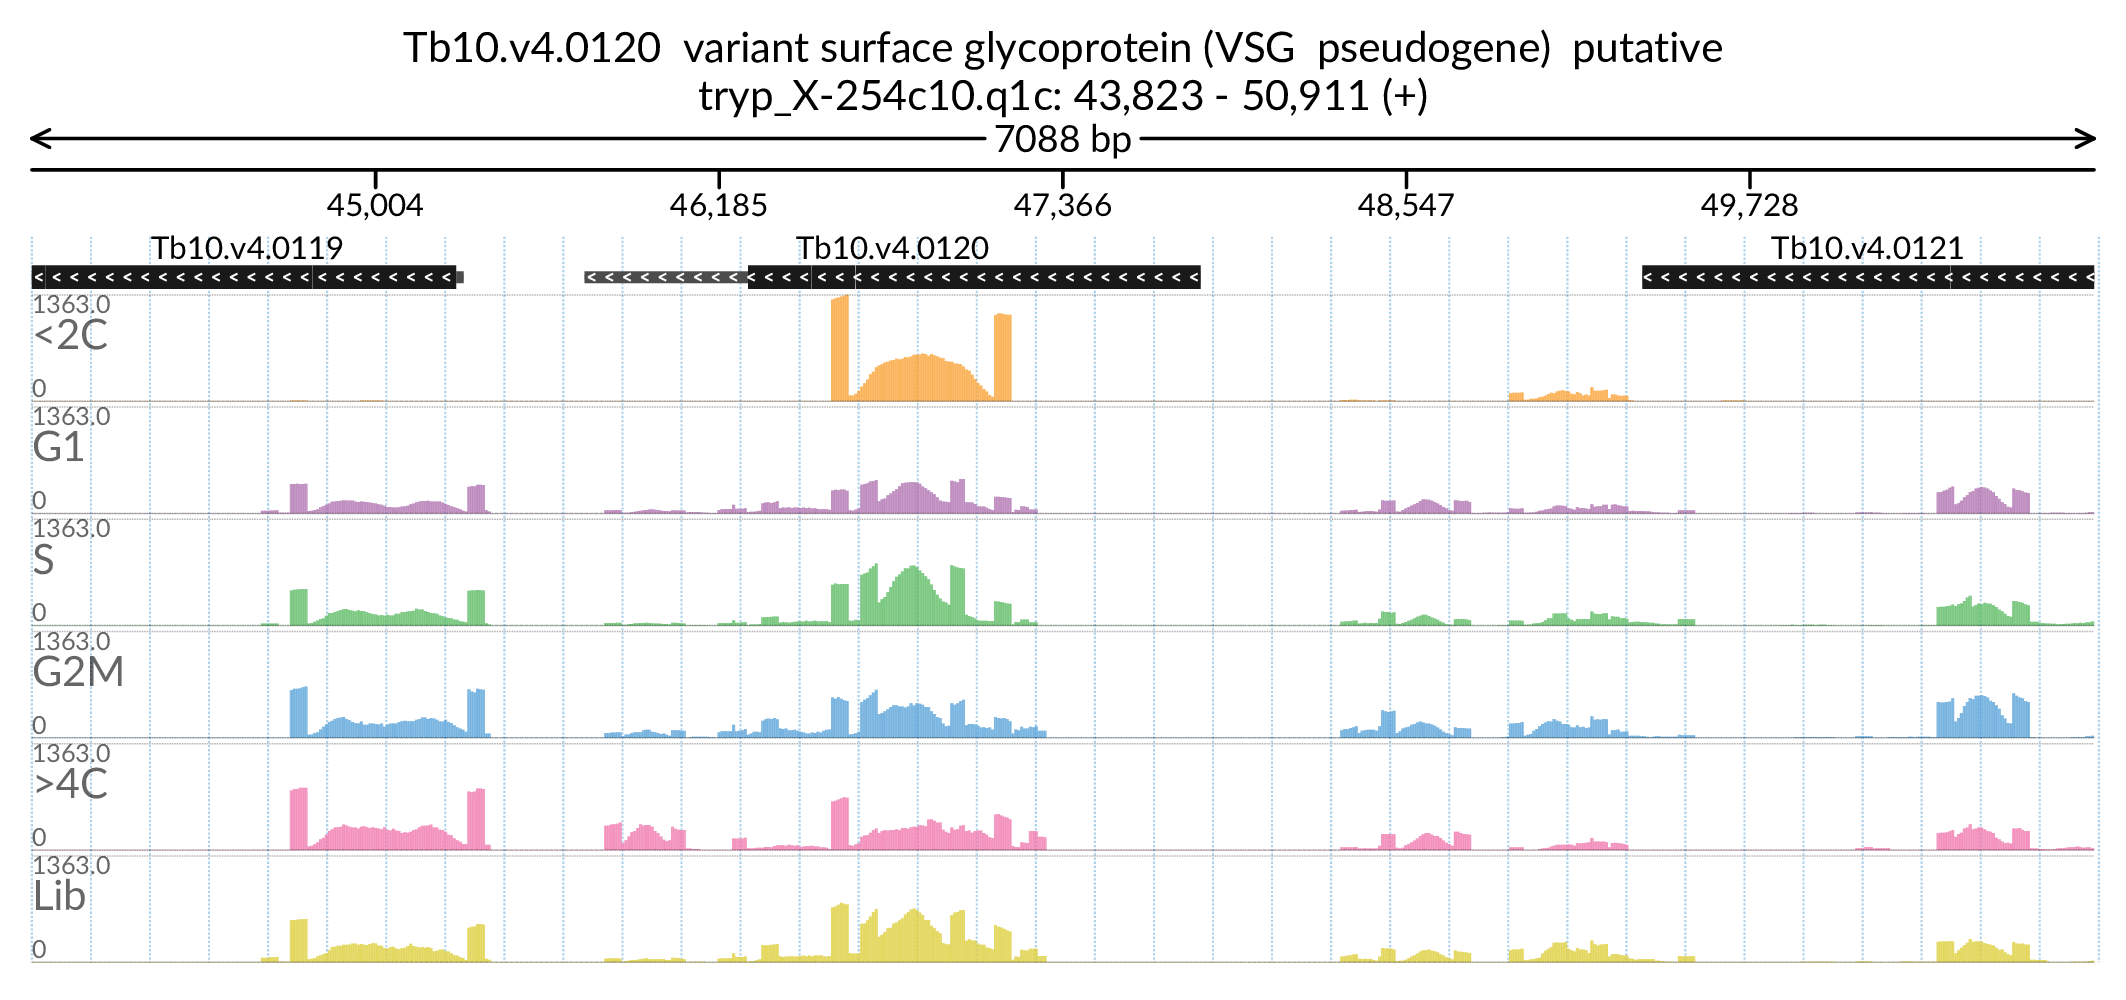 Tb10.v4.0120 variant surface glycoprotein (VSG pseudogene) putative
tryp_X-254c10.q1c: 43,823 - 50,911 (+)
7088 bp
45,004 46,185 47,366 48,547 49,728
Tb10.v4.0119 Tb10.v4.0120 Tb10.v4.0121
1363.0
<2C
0
1363.0
G1
0
1363.0
S
0
1363.0
G2M
0
1363.0
>4C
0
1363.0
Lib
0